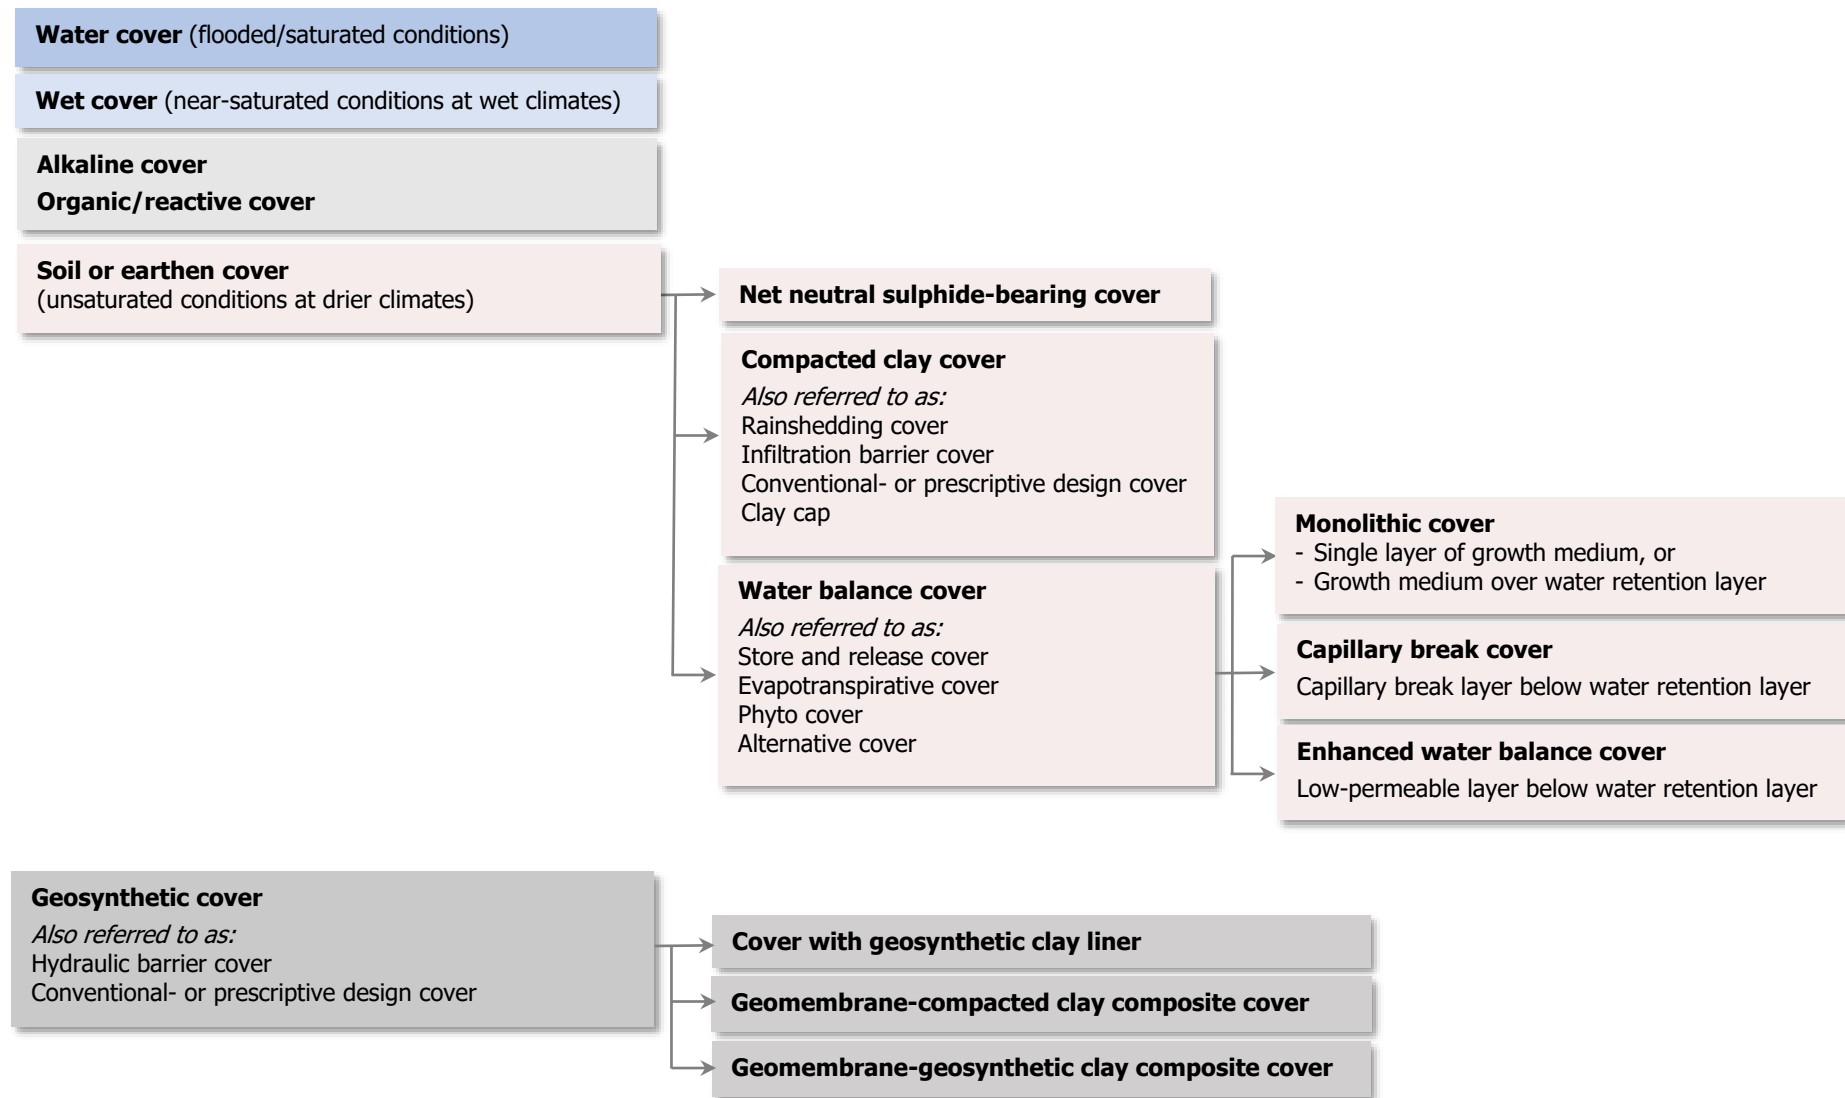 Water cover (flooded/saturated conditions)
Wet cover (near-saturated conditions at wet climates)
Alkaline cover
Organic/reactive cover
Soil or earthen cover
(unsaturated conditions at drier climates)
Net neutral sulphide-bearing cover
Compacted clay cover
Also referred to as:
Rainshedding cover
Infiltration barrier cover
Conventional- or prescriptive design cover
Clay cap
Water balance cover
Also referred to as:
Store and release cover
Evapotranspirative cover
Phyto cover
Alternative cover
Monolithic cover
- Single layer of growth medium, or
- Growth medium over water retention layer
Capillary break cover
Capillary break layer below water retention layer
Enhanced water balance cover
Low-permeable layer below water retention layer
Geosynthetic cover
Also referred to as:
Hydraulic barrier cover
Conventional- or prescriptive design cover
Cover with geosynthetic clay liner
Geomembrane-compacted clay composite cover
Geomembrane-geosynthetic clay composite cover